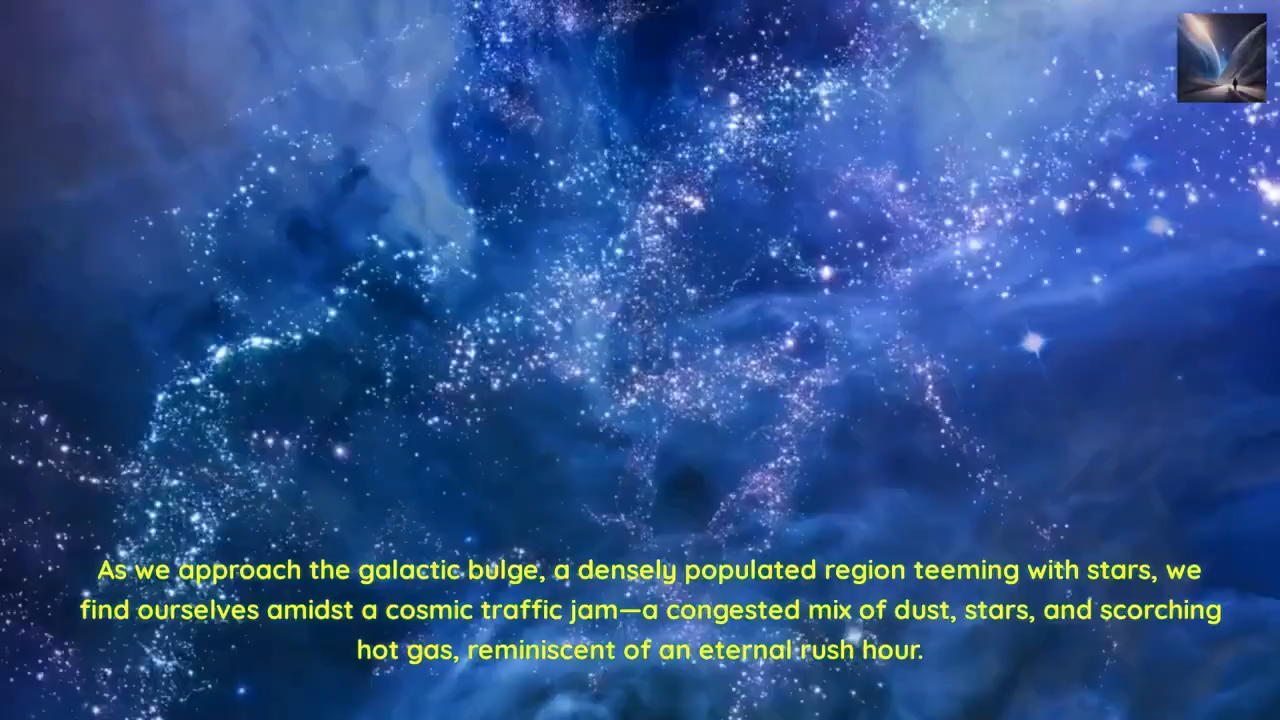 As we approach the galactic bulge, a densely populated region teeming with stars, we
find ourselves amidst a cosmic traffic jam—a congested mix of dust, stars, and scorching
hot gas, reminiscent of an eternal rush hour.